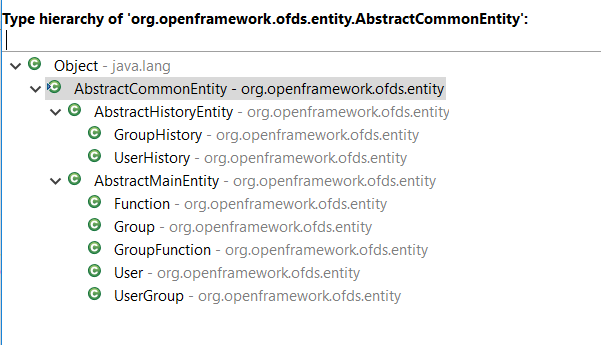 Type hierarchy of 'org.openframework.ofds.entity.AbstractCommonEntity':
Object - java.lang
AbstractCommonEntity - org.openframework.ofds.entity
AbstractHistoryEntity - org.openframework.ofds.entity
GroupHistory - org.openframework.ofds.entity
UserHistory - org.openframework.ofds.entity
AbstractMainEntity - org.openframework.ofds.entity
Function - org.openframework.ofds.entity
Group - org.openframework.ofds.entity
GroupFunction - org.openframework.ofds.entity
User - org.openframework.ofds.entity
UserGroup - org.openframework.ofds.entity